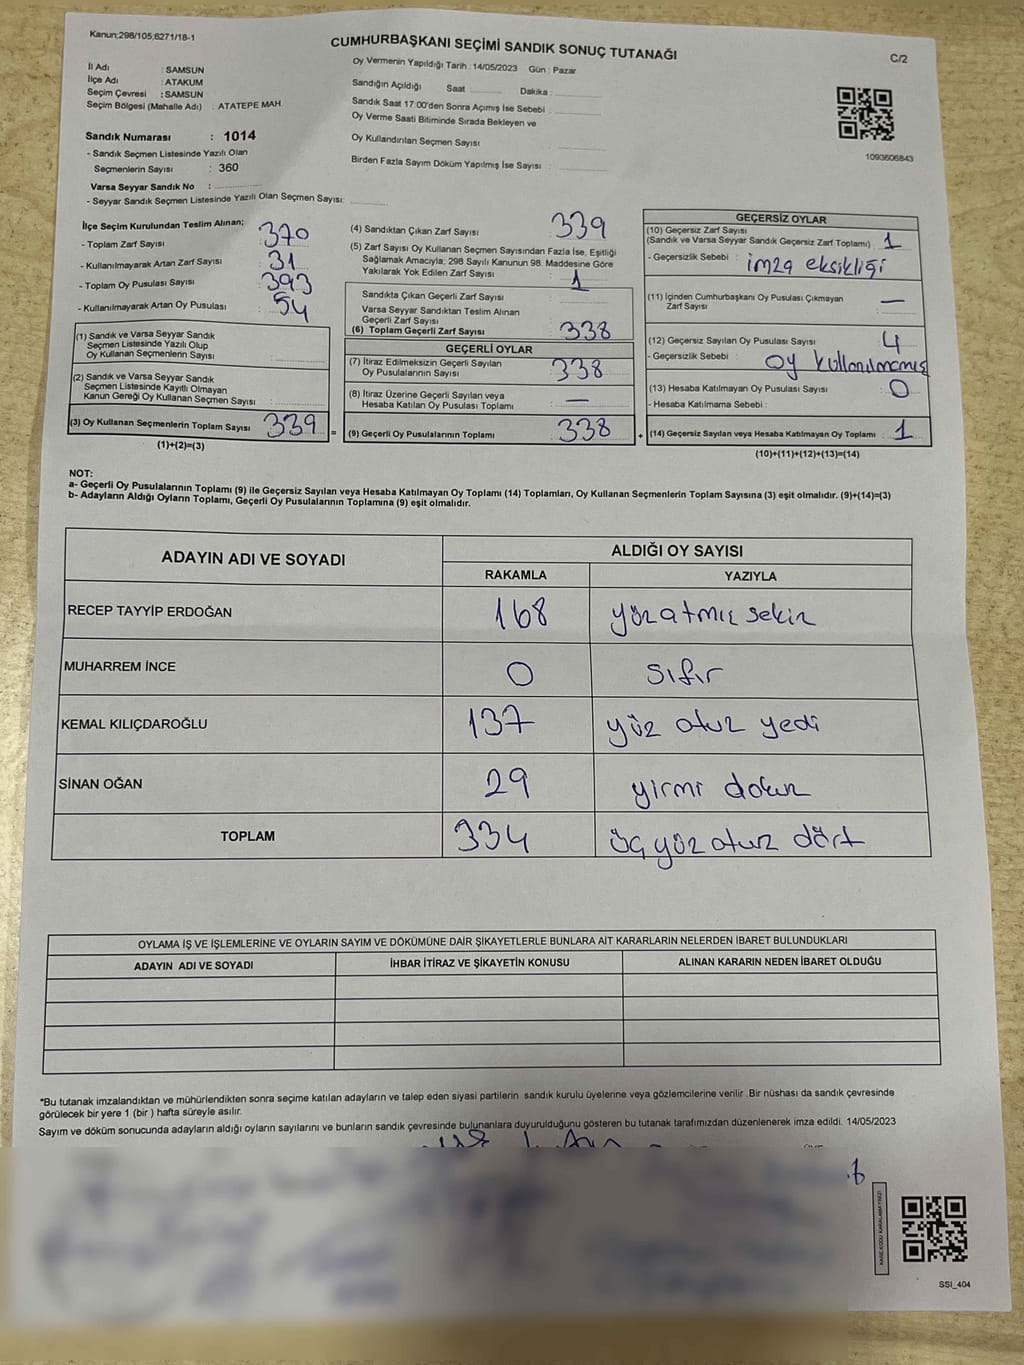 Kanun;298/105;6271/18-1
CUMHURBAŞKANI SEÇİMİ SANDIK SONUÇ TUTANAĞI
C/2
İl Adı : SAMSUN
İlçe Adı : ATAKUM
Seçim Çevresi : SAMSUN
Seçim Bölgesi (Mahalle Adı) : ATATEPE MAH.
Sandık Numarası : 1014
- Sandık Seçmen Listesinde Yazılı Olan
Seçmenlerin Sayısı : 360
Varsa Seyyar Sandık No :
- Seyyar Sandık Seçmen Listesinde Yazılı Olan Seçmen Sayısı:
Oy Vermenin Yapıldığı Tarih : 14/05/2023 Gün : Pazar
Sandığın Açıldığı Saat Dakika :
Sandık Saat 17:00'den Sonra Açımış İse Sebebi :
Oy Verme Saati Bitiminde Sırada Bekleyen ve
Oy Kullandırılan Seçmen Sayısı :
Birden Fazla Sayım Döküm Yapılmış İse Sayısı :
1093606843
İlçe Seçim Kurulundan Teslim Alınan;
- Toplam Zarf Sayısı : 370
- Kullanılmayarak Artan Zarf Sayısı : 31
- Toplam Oy Pusulası Sayısı : 393
- Kullanılmayarak Artan Oy Pusulası : 54
(1) Sandık ve Varsa Seyyar Sandık
Seçmen Listesinde Yazılı Olup
Oy Kullanan Seçmenlerin Sayısı :
(2) Sandık ve Varsa Seyyar Sandık
Seçmen Listesinde Kayıtlı Olmayan
Kanun Gereği Oy Kullanan Seçmen Sayısı :
(3) Oy Kullanan Seçmenlerin Toplam Sayısı : 339
(1)+(2)=(3)
(4) Sandıktan Çıkan Zarf Sayısı : 339
(5) Zarf Sayısı Oy Kullanan Seçmen Sayısından Fazla İse, Eşitliği
Sağlamak Amacıyla; 298 Sayılı Kanunun 98. Maddesine Göre
Yakılarak Yok Edilen Zarf Sayısı : 1
Sandıkta Çıkan Geçerli Zarf Sayısı :
Varsa Seyyar Sandıktan Teslim Alınan
Geçerli Zarf Sayısı :
(6) Toplam Geçerli Zarf Sayısı : 338
GEÇERLİ OYLAR
(7) İtiraz Edilmeksizin Geçerli Sayılan
Oy Pusulalarının Sayısı : 338
(8) İtiraz Üzerine Geçerli Sayılan veya
Hesaba Katılan Oy Pusulası Toplamı : —
= (9) Geçerli Oy Pusulalarının Toplamı : 338
GEÇERSİZ OYLAR
(10) Geçersiz Zarf Sayısı
(Sandık ve Varsa Seyyar Sandık Geçersiz Zarf Toplamı) : 1
- Geçersizlik Sebebi : imza eksikliği
(11) İçinden Cumhurbaşkanı Oy Pusulası Çıkmayan
Zarf Sayısı : —
(12) Geçersiz Sayılan Oy Pusulası Sayısı : 4
- Geçersizlik Sebebi : oy kullanılmamış
(13) Hesaba Katılmayan Oy Pusulası Sayısı : 0
- Hesaba Katılmama Sebebi :
+ (14) Geçersiz Sayılan veya Hesaba Katılmayan Oy Toplamı : 1
(10)+(11)+(12)+(13)=(14)
NOT:
a- Geçerli Oy Pusulalarının Toplamı (9) ile Geçersiz Sayılan veya Hesaba Katılmayan Oy Toplamı (14) Toplamları, Oy Kullanan Seçmenlerin Toplam Sayısına (3) eşit olmalıdır. (9)+(14)=(3)
b- Adayların Aldığı Oyların Toplamı, Geçerli Oy Pusulalarının Toplamına (9) eşit olmalıdır.
ADAYIN ADI VE SOYADI
ALDIĞI OY SAYISI
RAKAMLA YAZIYLA
RECEP TAYYİP ERDOĞAN 168 yüzatmış sekiz
MUHARREM İNCE 0 sıfır
KEMAL KILIÇDAROĞLU 137 yüz otuz yedi
SİNAN OĞAN 29 yirmi dokuz
TOPLAM 334 üçyüz otuz dört
OYLAMA İŞ VE İŞLEMLERİNE VE OYLARIN SAYIM VE DÖKÜMÜNE DAİR ŞİKAYETLERLE BUNLARA AİT KARARLARIN NELERDEN İBARET BULUNDUKLARI
ADAYIN ADI VE SOYADI İHBAR İTİRAZ VE ŞİKAYETİN KONUSU ALINAN KARARIN NEDEN İBARET OLDUĞU
*Bu tutanak imzalandıktan ve mühürlendikten sonra seçime katılan adayların ve talep eden siyasi partilerin sandık kurulu üyelerine veya gözlemcilerine verilir .Bir nüshası da sandık çevresinde
görülecek bir yere 1 (bir ) hafta süreyle asılır.
Sayım ve döküm sonucunda adayların aldığı oyların sayılarını ve bunların sandık çevresinde bulunanlara duyurulduğunu gösteren bu tutanak tarafımızdan düzenlenerek imza edildi. 14/05/2023
SSI_404